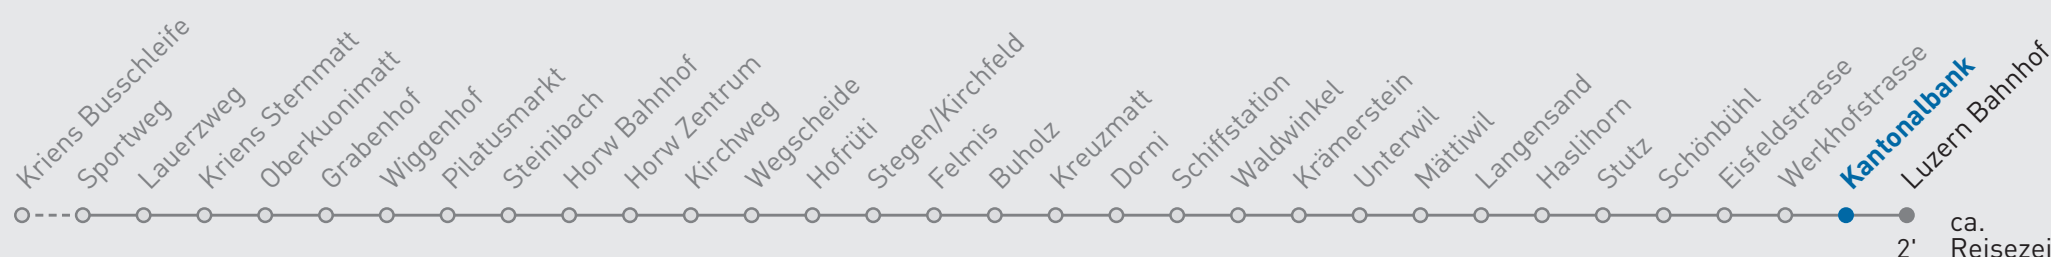 Kriens Busschleife
Sportweg
Lauerzweg
Kriens Sternmatt
Oberkuonimatt
Grabenhof
Wiggenhof
Pilatusmarkt
Steinibach
Horw Bahnhof
Horw Zentrum
Kirchweg
Wegscheide
Hofrüti
Stegen/Kirchfeld
Felmis
Buholz
Kreuzmatt
Dorni
Schiffstation
Waldwinkel
Krämerstein
Unterwil
Mättiwil
Langensand
Haslihorn
Stutz
Schönbühl
Eisfeldstrasse
Werkhofstrasse
Kantonalbank
Luzern Bahnhof
ca.
2' Reisezei